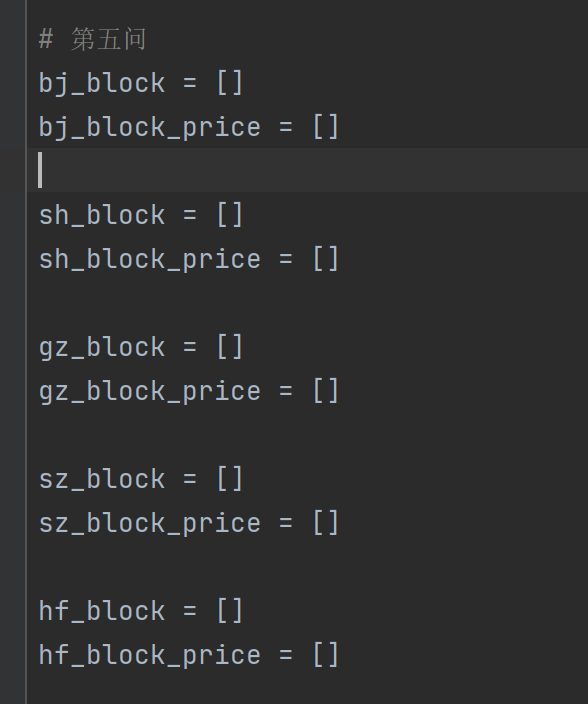 # 第五问
bj_block = []
bj_block_price = []
sh_block = []
sh_block_price = []
gz_block = []
gz_block_price = []
sz_block = []
sz_block_price = []
hf_block = []
hf_block_price = []